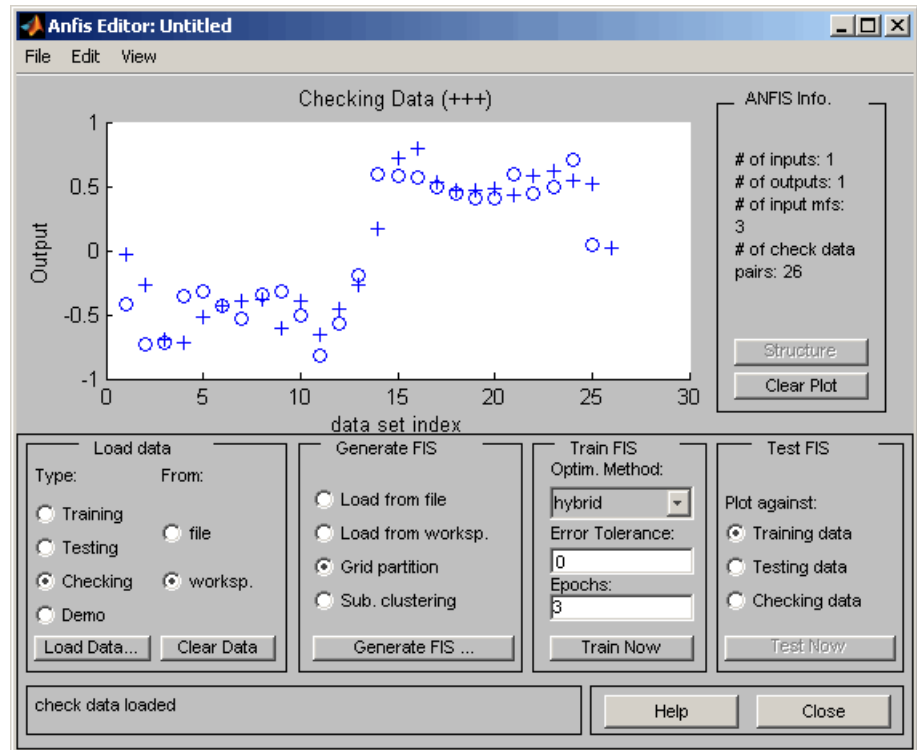 Anfis Editor: Untitled
File Edit View
Checking Data (+++)
1
0.5
0
-0.5
-1
Output
0 5 10 15 20 25 30
data set index
ANFIS Info.
# of inputs: 1
# of outputs: 1
# of input mfs:
3
# of check data
pairs: 26
Structure
Clear Plot
Load data
Type: From:
Training
Testing
Checking
Demo
file
worksp.
Load Data... Clear Data
Generate FIS
Load from file
Load from worksp.
Grid partition
Sub. clustering
Generate FIS ...
Train FIS
Optim. Method:
hybrid
Error Tolerance:
0
Epochs:
3
Train Now
Test FIS
Plot against:
Training data
Testing data
Checking data
Test Now
check data loaded
Help Close